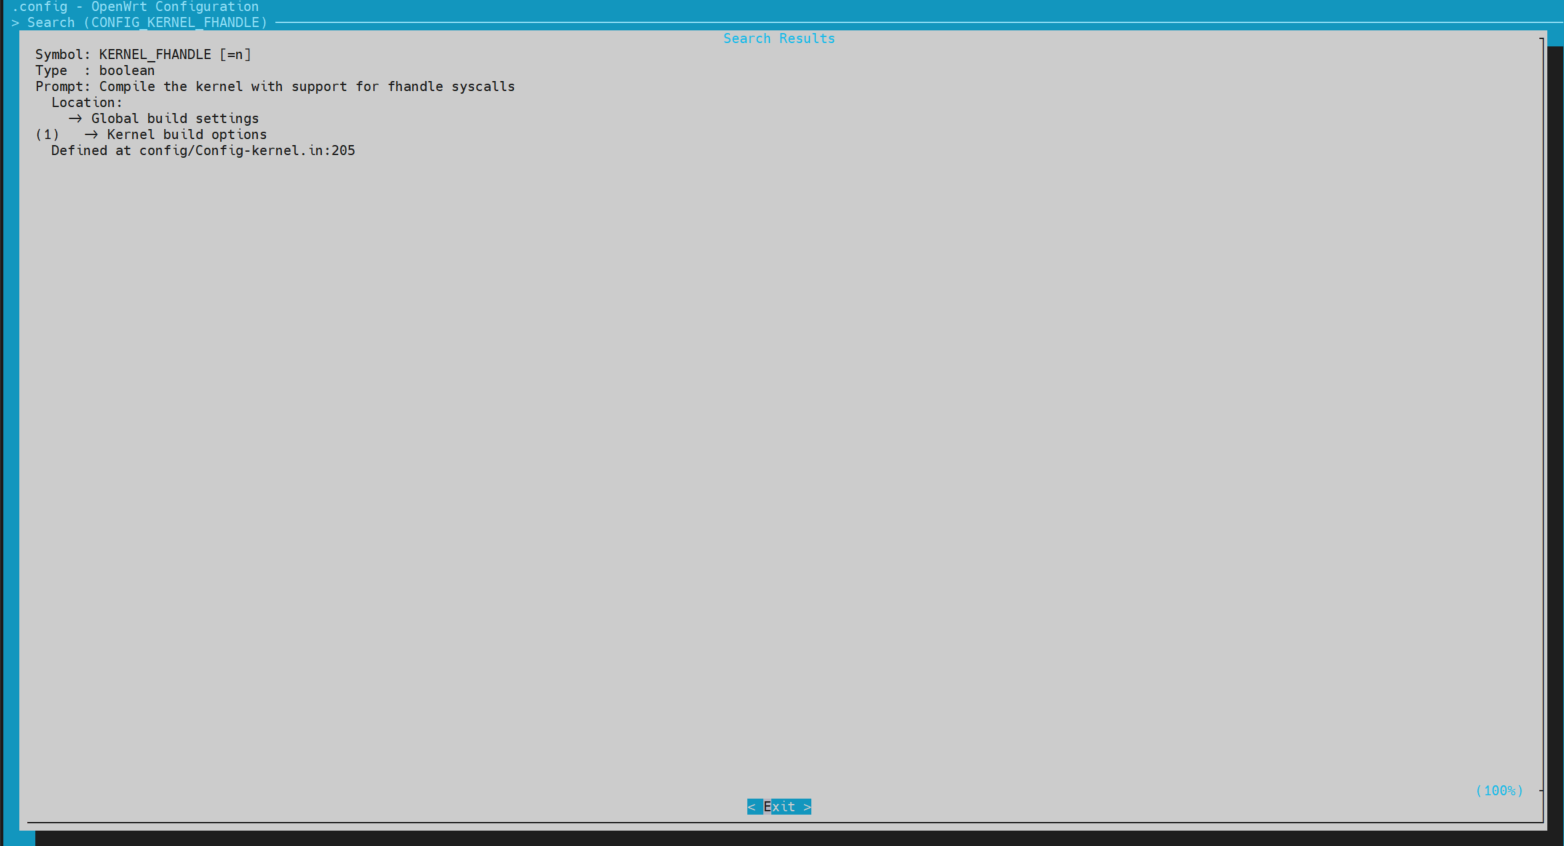 .config - OpenWrt Configuration
> Search (CONFIG_KERNEL_FHANDLE)
Search Results
Symbol: KERNEL_FHANDLE [=n]
Type  : boolean
Prompt: Compile the kernel with support for fhandle syscalls
Location:
-> Global build settings
(1)   -> Kernel build options
Defined at config/Config-kernel.in:205
(100%)
< Exit >